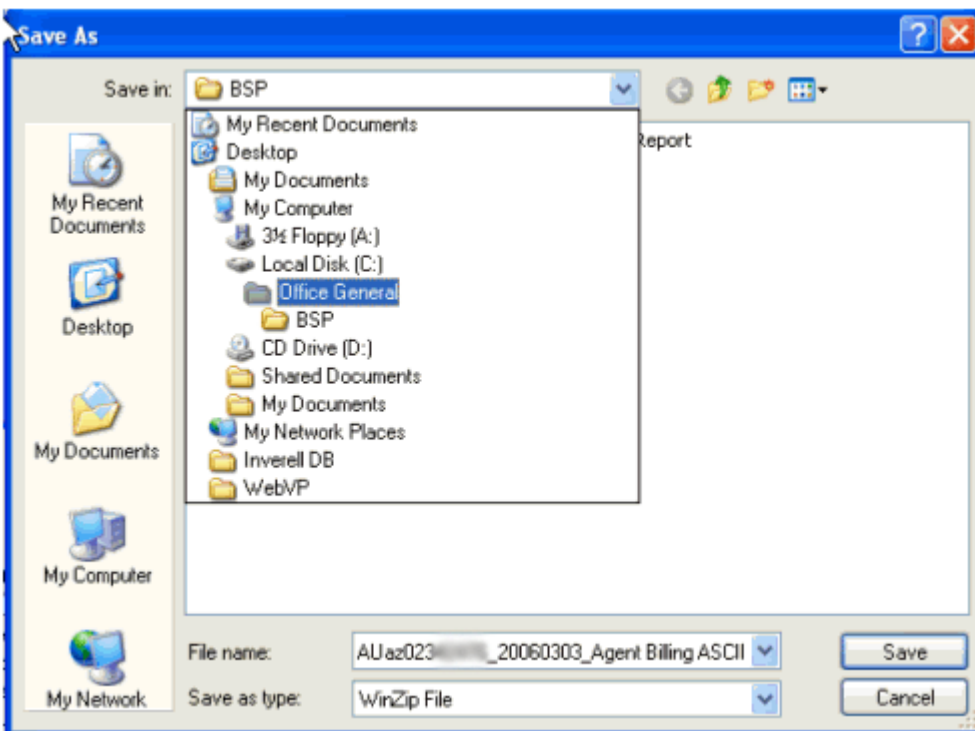 Save As
Save in:
BSP
My Recent Documents
Desktop
My Documents
My Computer
3½ Floppy (A:)
Local Disk (C:)
Office General
BSP
CD Drive (D:)
Shared Documents
My Documents
My Network Places
Inverell DB
WebVP
Report
My Recent
Documents
Desktop
My Documents
My Computer
My Network
File name:
AUaz023 _20060303_Agent Billing ASCII
Save
Save as type:
WinZip File
Cancel